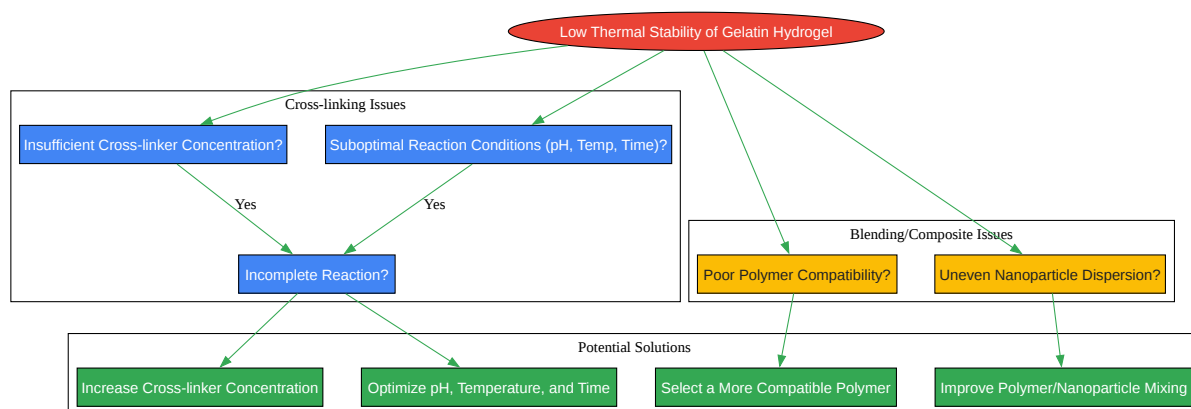 Low Thermal Stability of Gelatin Hydrogel
Cross-linking Issues
Insufficient Cross-linker Concentration?
Suboptimal Reaction Conditions (pH, Temp, Time)?
Yes
Yes
Blending/Composite Issues
Incomplete Reaction?
Poor Polymer Compatibility?
Uneven Nanoparticle Dispersion?
Potential Solutions
Increase Cross-linker Concentration
Optimize pH, Temperature, and Time
Select a More Compatible Polymer
Improve Polymer/Nanoparticle Mixing